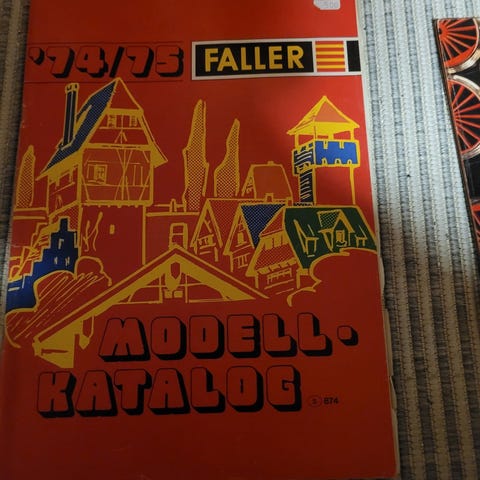 '74/75 FALLER
MODELL-
KATALOG
S 874